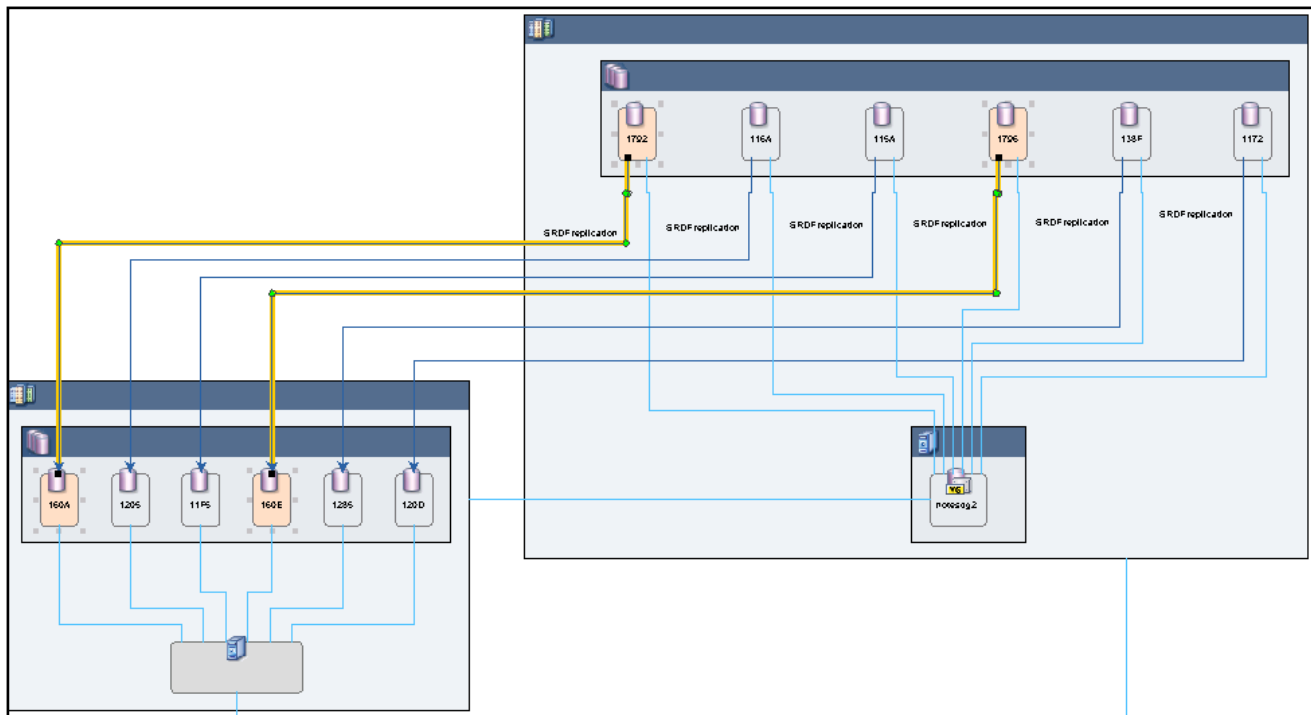 1792
116A
115A
1796
138F
1172
SRDF replication
SRDF replication
SRDF replication
SRDF replication
SRDF replication
SRDF replication
160A
1205
11F5
160E
1285
120D
VG
notesdg2